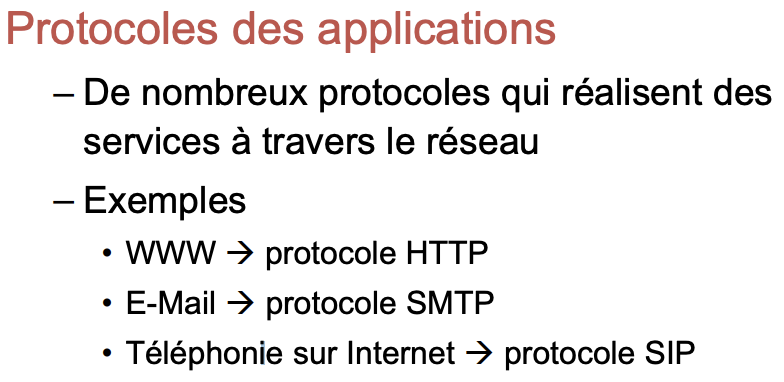 Protocoles des applications
– De nombreux protocoles qui réalisent des
services à travers le réseau
– Exemples
• WWW → protocole HTTP
• E-Mail → protocole SMTP
• Téléphonie sur Internet → protocole SIP